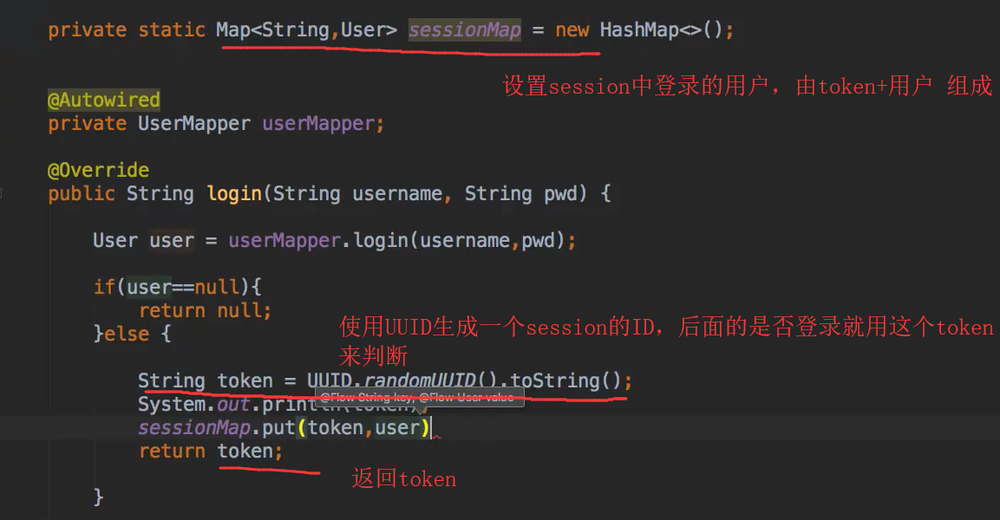 private static Map<String,User> sessionMap = new HashMap<>();
设置session中登录的用户，由token+用户 组成
@Autowired
private UserMapper userMapper;
@Override
public String login(String username, String pwd) {
User user = userMapper.login(username,pwd);
if(user==null){
return null;
}else {
使用UUID生成一个session的ID，后面的是否登录就用这个token
来判断
String token = UUID.randomUUID().toString();
@Flow String key, @Flow User value
System.out.println(token);
sessionMap.put(token,user)
return token;
返回token
}